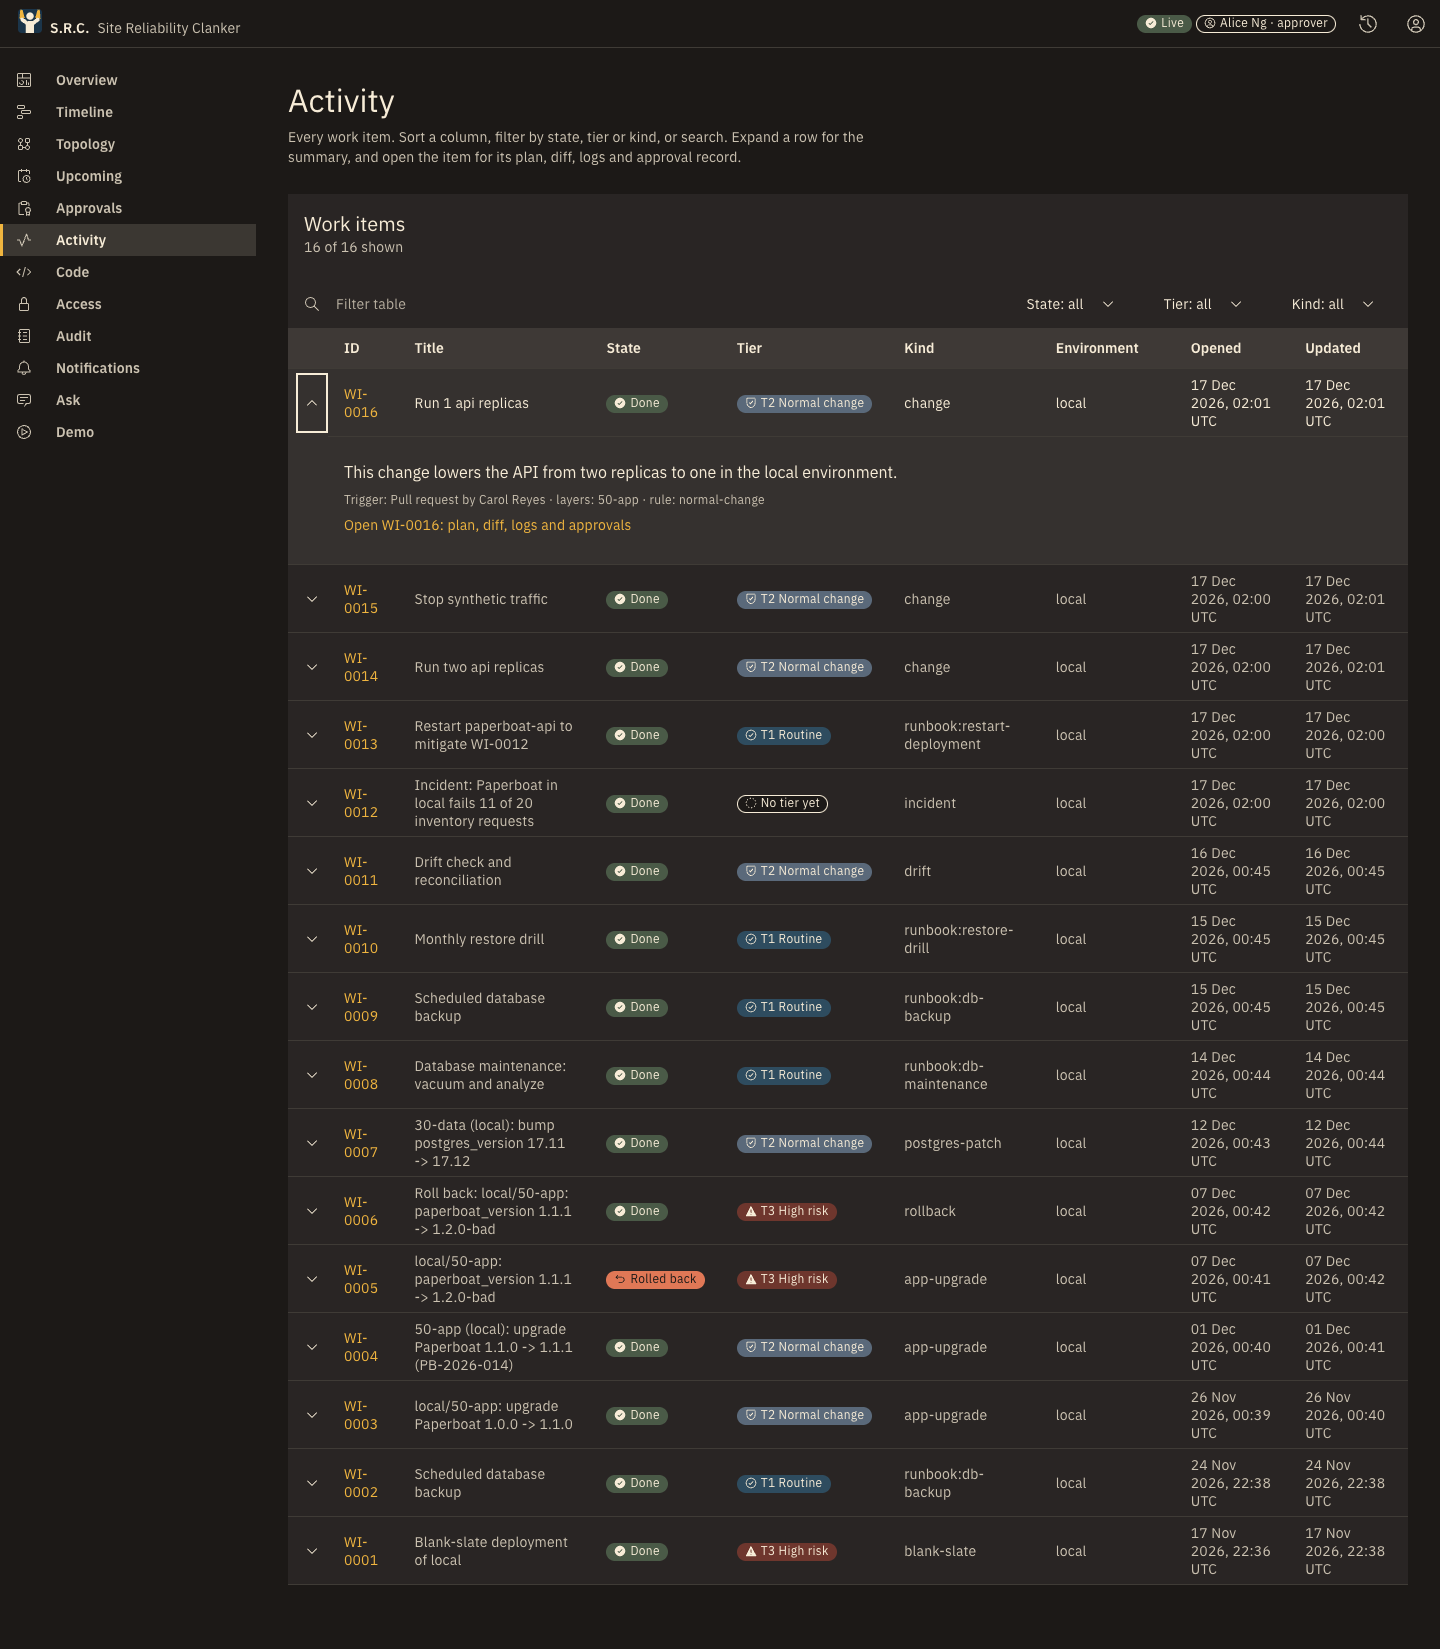 S.R.C. Site Reliability Clanker
Live
Alice Ng · approver
Overview
Timeline
Topology
Upcoming
Approvals
Activity
Code
Access
Audit
Notifications
Ask
Demo
Activity
Every work item. Sort a column, filter by state, tier or kind, or search. Expand a row for the
summary, and open the item for its plan, diff, logs and approval record.
Work items
16 of 16 shown
Filter table
State: all
Tier: all
Kind: all
ID Title State Tier Kind Environment Opened Updated
WI-
0016
Run 1 api replicas
Done
T2 Normal change
change
local
17 Dec
2026, 02:01
UTC
17 Dec
2026, 02:01
UTC
This change lowers the API from two replicas to one in the local environment.
Trigger: Pull request by Carol Reyes · layers: 50-app · rule: normal-change
Open WI-0016: plan, diff, logs and approvals
WI-
0015
Stop synthetic traffic
Done
T2 Normal change
change
local
17 Dec
2026, 02:00
UTC
17 Dec
2026, 02:01
UTC
WI-
0014
Run two api replicas
Done
T2 Normal change
change
local
17 Dec
2026, 02:00
UTC
17 Dec
2026, 02:01
UTC
WI-
0013
Restart paperboat-api to
mitigate WI-0012
Done
T1 Routine
runbook:restart-
deployment
local
17 Dec
2026, 02:00
UTC
17 Dec
2026, 02:00
UTC
WI-
0012
Incident: Paperboat in
local fails 11 of 20
inventory requests
Done
No tier yet
incident
local
17 Dec
2026, 02:00
UTC
17 Dec
2026, 02:00
UTC
WI-
0011
Drift check and
reconciliation
Done
T2 Normal change
drift
local
16 Dec
2026, 00:45
UTC
16 Dec
2026, 00:45
UTC
WI-
0010
Monthly restore drill
Done
T1 Routine
runbook:restore-
drill
local
15 Dec
2026, 00:45
UTC
15 Dec
2026, 00:45
UTC
WI-
0009
Scheduled database
backup
Done
T1 Routine
runbook:db-
backup
local
15 Dec
2026, 00:45
UTC
15 Dec
2026, 00:45
UTC
WI-
0008
Database maintenance:
vacuum and analyze
Done
T1 Routine
runbook:db-
maintenance
local
14 Dec
2026, 00:44
UTC
14 Dec
2026, 00:44
UTC
WI-
0007
30-data (local): bump
postgres_version 17.11
-> 17.12
Done
T2 Normal change
postgres-patch
local
12 Dec
2026, 00:43
UTC
12 Dec
2026, 00:44
UTC
WI-
0006
Roll back: local/50-app:
paperboat_version 1.1.1
-> 1.2.0-bad
Done
T3 High risk
rollback
local
07 Dec
2026, 00:42
UTC
07 Dec
2026, 00:42
UTC
WI-
0005
local/50-app:
paperboat_version 1.1.1
-> 1.2.0-bad
Rolled back
T3 High risk
app-upgrade
local
07 Dec
2026, 00:41
UTC
07 Dec
2026, 00:42
UTC
WI-
0004
50-app (local): upgrade
Paperboat 1.1.0 -> 1.1.1
(PB-2026-014)
Done
T2 Normal change
app-upgrade
local
01 Dec
2026, 00:40
UTC
01 Dec
2026, 00:41
UTC
WI-
0003
local/50-app: upgrade
Paperboat 1.0.0 -> 1.1.0
Done
T2 Normal change
app-upgrade
local
26 Nov
2026, 00:39
UTC
26 Nov
2026, 00:40
UTC
WI-
0002
Scheduled database
backup
Done
T1 Routine
runbook:db-
backup
local
24 Nov
2026, 22:38
UTC
24 Nov
2026, 22:38
UTC
WI-
0001
Blank-slate deployment
of local
Done
T3 High risk
blank-slate
local
17 Nov
2026, 22:36
UTC
17 Nov
2026, 22:38
UTC